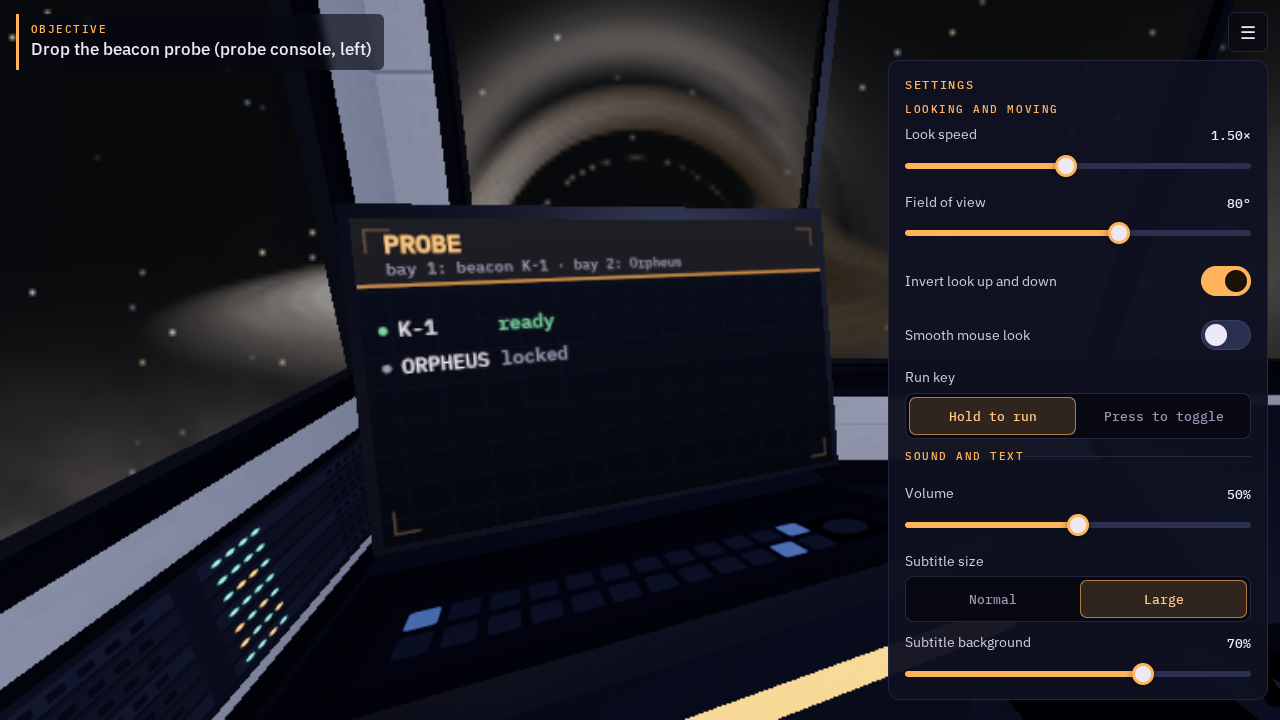 OBJECTIVE
Drop the beacon probe (probe console, left)
☰
PROBE
bay 1: beacon K-1 · bay 2: Orpheus
K-1 ready
ORPHEUS locked
SETTINGS
LOOKING AND MOVING
Look speed 1.50×
Field of view 80°
Invert look up and down
Smooth mouse look
Run key
Hold to run Press to toggle
SOUND AND TEXT
Volume 50%
Subtitle size
Normal Large
Subtitle background 70%